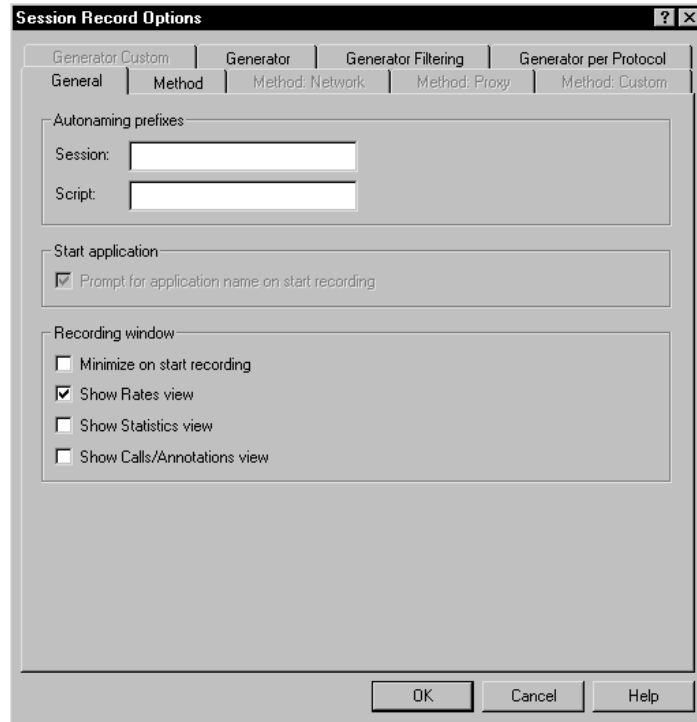 Session Record Options
Generator Custom Generator Generator Filtering Generator per Protocol
General Method Method: Network Method: Proxy Method: Custom
Autonaming prefixes
Session:
Script:
Start application
Prompt for application name on start recording
Recording window
Minimize on start recording
Show Rates view
Show Statistics view
Show Calls/Annotations view
OK Cancel Help